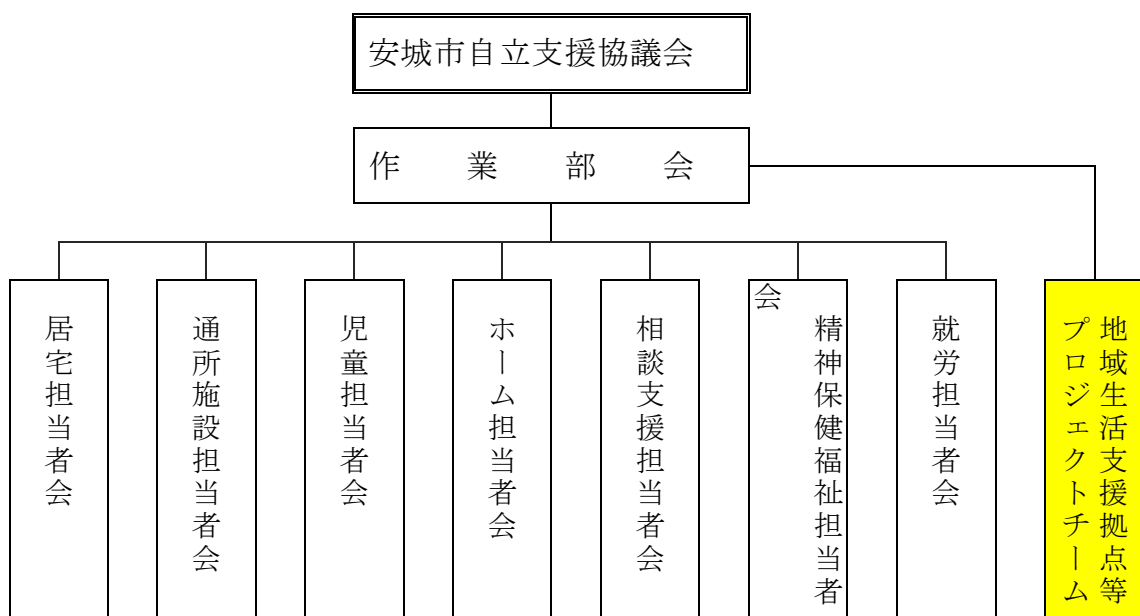 安城市自立支援協議会
作業部会
居宅担当者会
通所施設担当者会
児童担当者会
ホーム担当者会
相談支援担当者会
精神保健福祉担当者
会
就労担当者会
地域生活支援拠点等
プロジェクトチーム